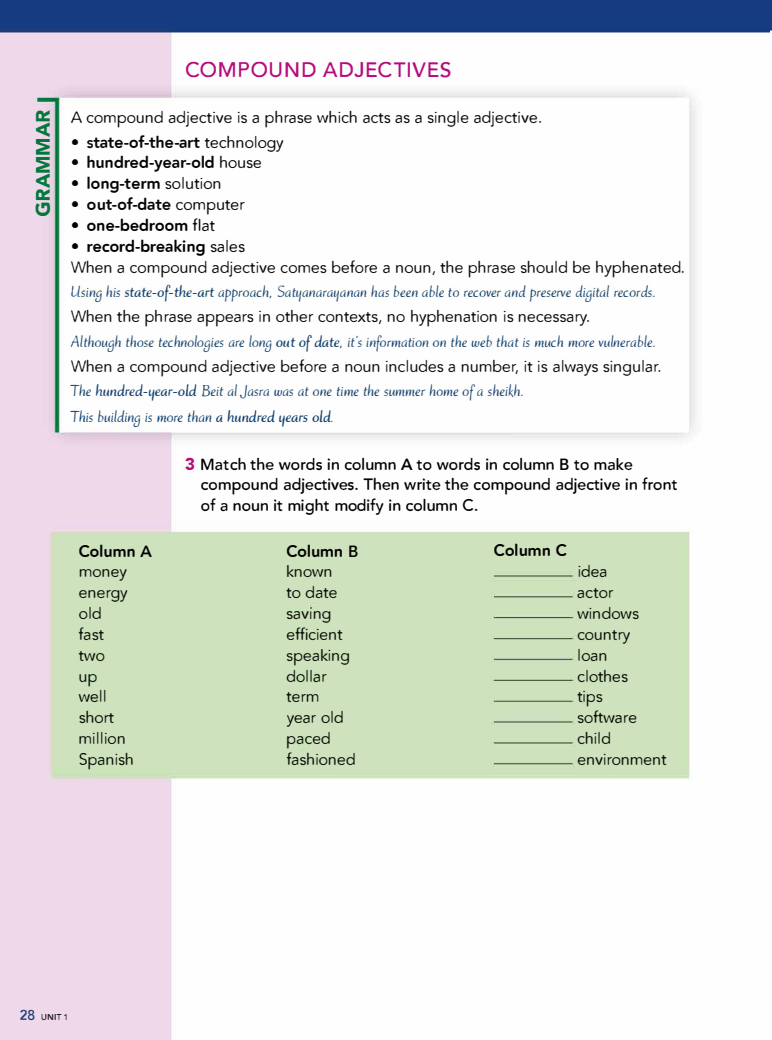 COMPOUND ADJECTIVES
GRAMMAR
A compound adjective is a phrase which acts as a single adjective.
• state-of-the-art technology
• hundred-year-old house
• long-term solution
• out-of-date computer
• one-bedroom flat
• record-breaking sales
When a compound adjective comes before a noun, the phrase should be hyphenated.
Using his state-of-the-art approach, Satyanarayanan has been able to recover and preserve digital records.
When the phrase appears in other contexts, no hyphenation is necessary.
Although those technologies are long out of date, it's information on the web that is much more vulnerable.
When a compound adjective before a noun includes a number, it is always singular.
The hundred-year-old Beit al Jasra was at one time the summer home of a sheikh.
This building is more than a hundred years old.
3 Match the words in column A to words in column B to make
compound adjectives. Then write the compound adjective in front
of a noun it might modify in column C.
Column A Column B Column C
money known __________ idea
energy to date __________ actor
old saving __________ windows
fast efficient __________ country
two speaking __________ loan
up dollar __________ clothes
well term __________ tips
short year old __________ software
million paced __________ child
Spanish fashioned __________ environment
28 UNIT 1